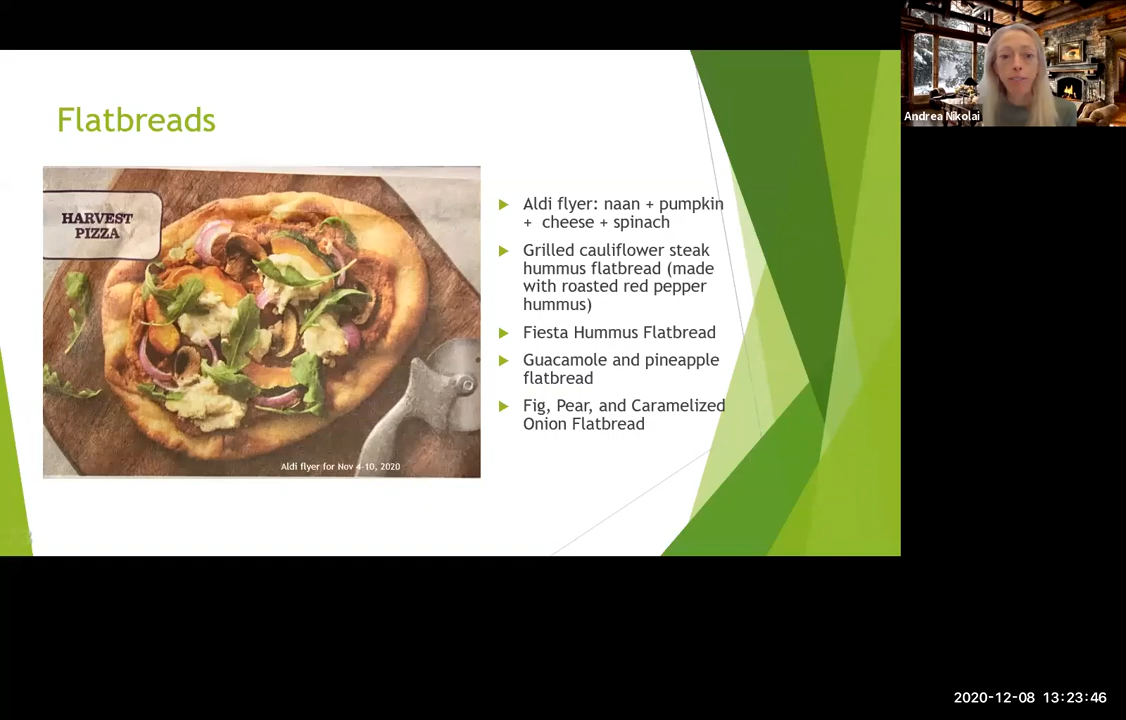 Andrea Nikolai
Flatbreads
HARVEST
PIZZA
Aldi flyer for Nov 4-10, 2020
Aldi flyer: naan + pumpkin
+ cheese + spinach
Grilled cauliflower steak
hummus flatbread (made
with roasted red pepper
hummus)
Fiesta Hummus Flatbread
Guacamole and pineapple
flatbread
Fig, Pear, and Caramelized
Onion Flatbread
2020-12-08 13:23:46